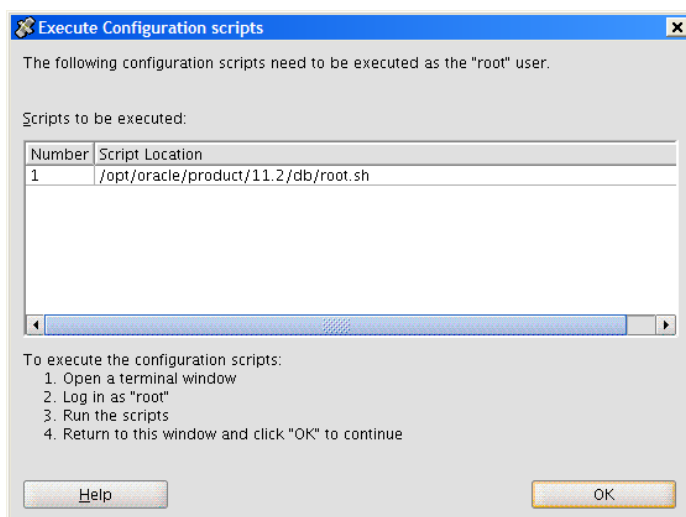 Execute Configuration scripts
The following configuration scripts need to be executed as the "root" user.
Scripts to be executed:
Number Script Location
1 /opt/oracle/product/11.2/db/root.sh
To execute the configuration scripts:
1. Open a terminal window
2. Log in as "root"
3. Run the scripts
4. Return to this window and click "OK" to continue
Help OK